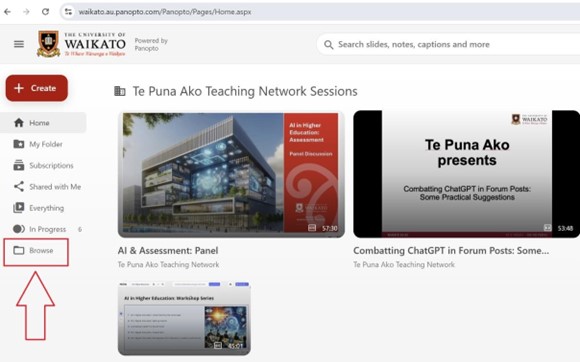 waikato.au.panopto.com/Panopto/Pages/Home.aspx
THE UNIVERSITY OF
WAIKATO
Te Whare Wānanga o Waikato
Powered by
Panopto
Search slides, notes, captions and more
+ Create
Te Puna Ako Teaching Network Sessions
Home
My Folder
Subscriptions
Shared with Me
Everything
In Progress 6
Browse
AI in Higher
Education:
Assessment
Panel Discussion
57:30
AI & Assessment: Panel
Te Puna Ako Teaching Network
WAIKATO
Te Puna Ako
presents
Combatting ChatGPT in Forum Posts:
Some Practical Suggestions
53:48
Combatting ChatGPT in Forum Posts: Some...
Te Puna Ako Teaching Network
AI in Higher Education Workshop Series
45:01